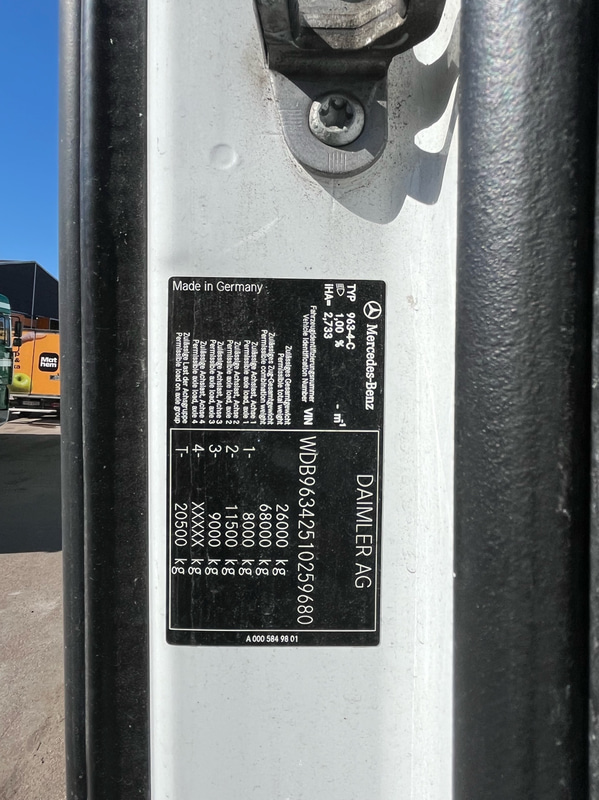 Made in Germany
Mercedes-Benz
TYP 963-4-C
1,00 % - m⁻¹
iHA= 2,733
DAIMLER AG
Fahrzeugidentifizierungsnummer
Vehicle Identification Number VIN WDB96342510259680
Zulässiges Gesamtgewicht
Permissible load weight 26000 kg
Zulässiges Zug-Gesamtgewicht
Permissible combination weight 68000 kg
Zulässige Achslast, Achse 1
Permissible axle load, axle 1 1- 8000 kg
Zulässige Achslast, Achse 2
Permissible axle load, axle 2 2- 11500 kg
Zulässige Achslast, Achse 3
Permissible axle load, axle 3 3- 9000 kg
Zulässige Achslast, Achse 4
Permissible axle load, axle 4 4- XXXXX kg
Zulässige Last der Achsgruppe
Permissible load on axle group T- 20500 kg
A 000 584 98 01
Mat
hem